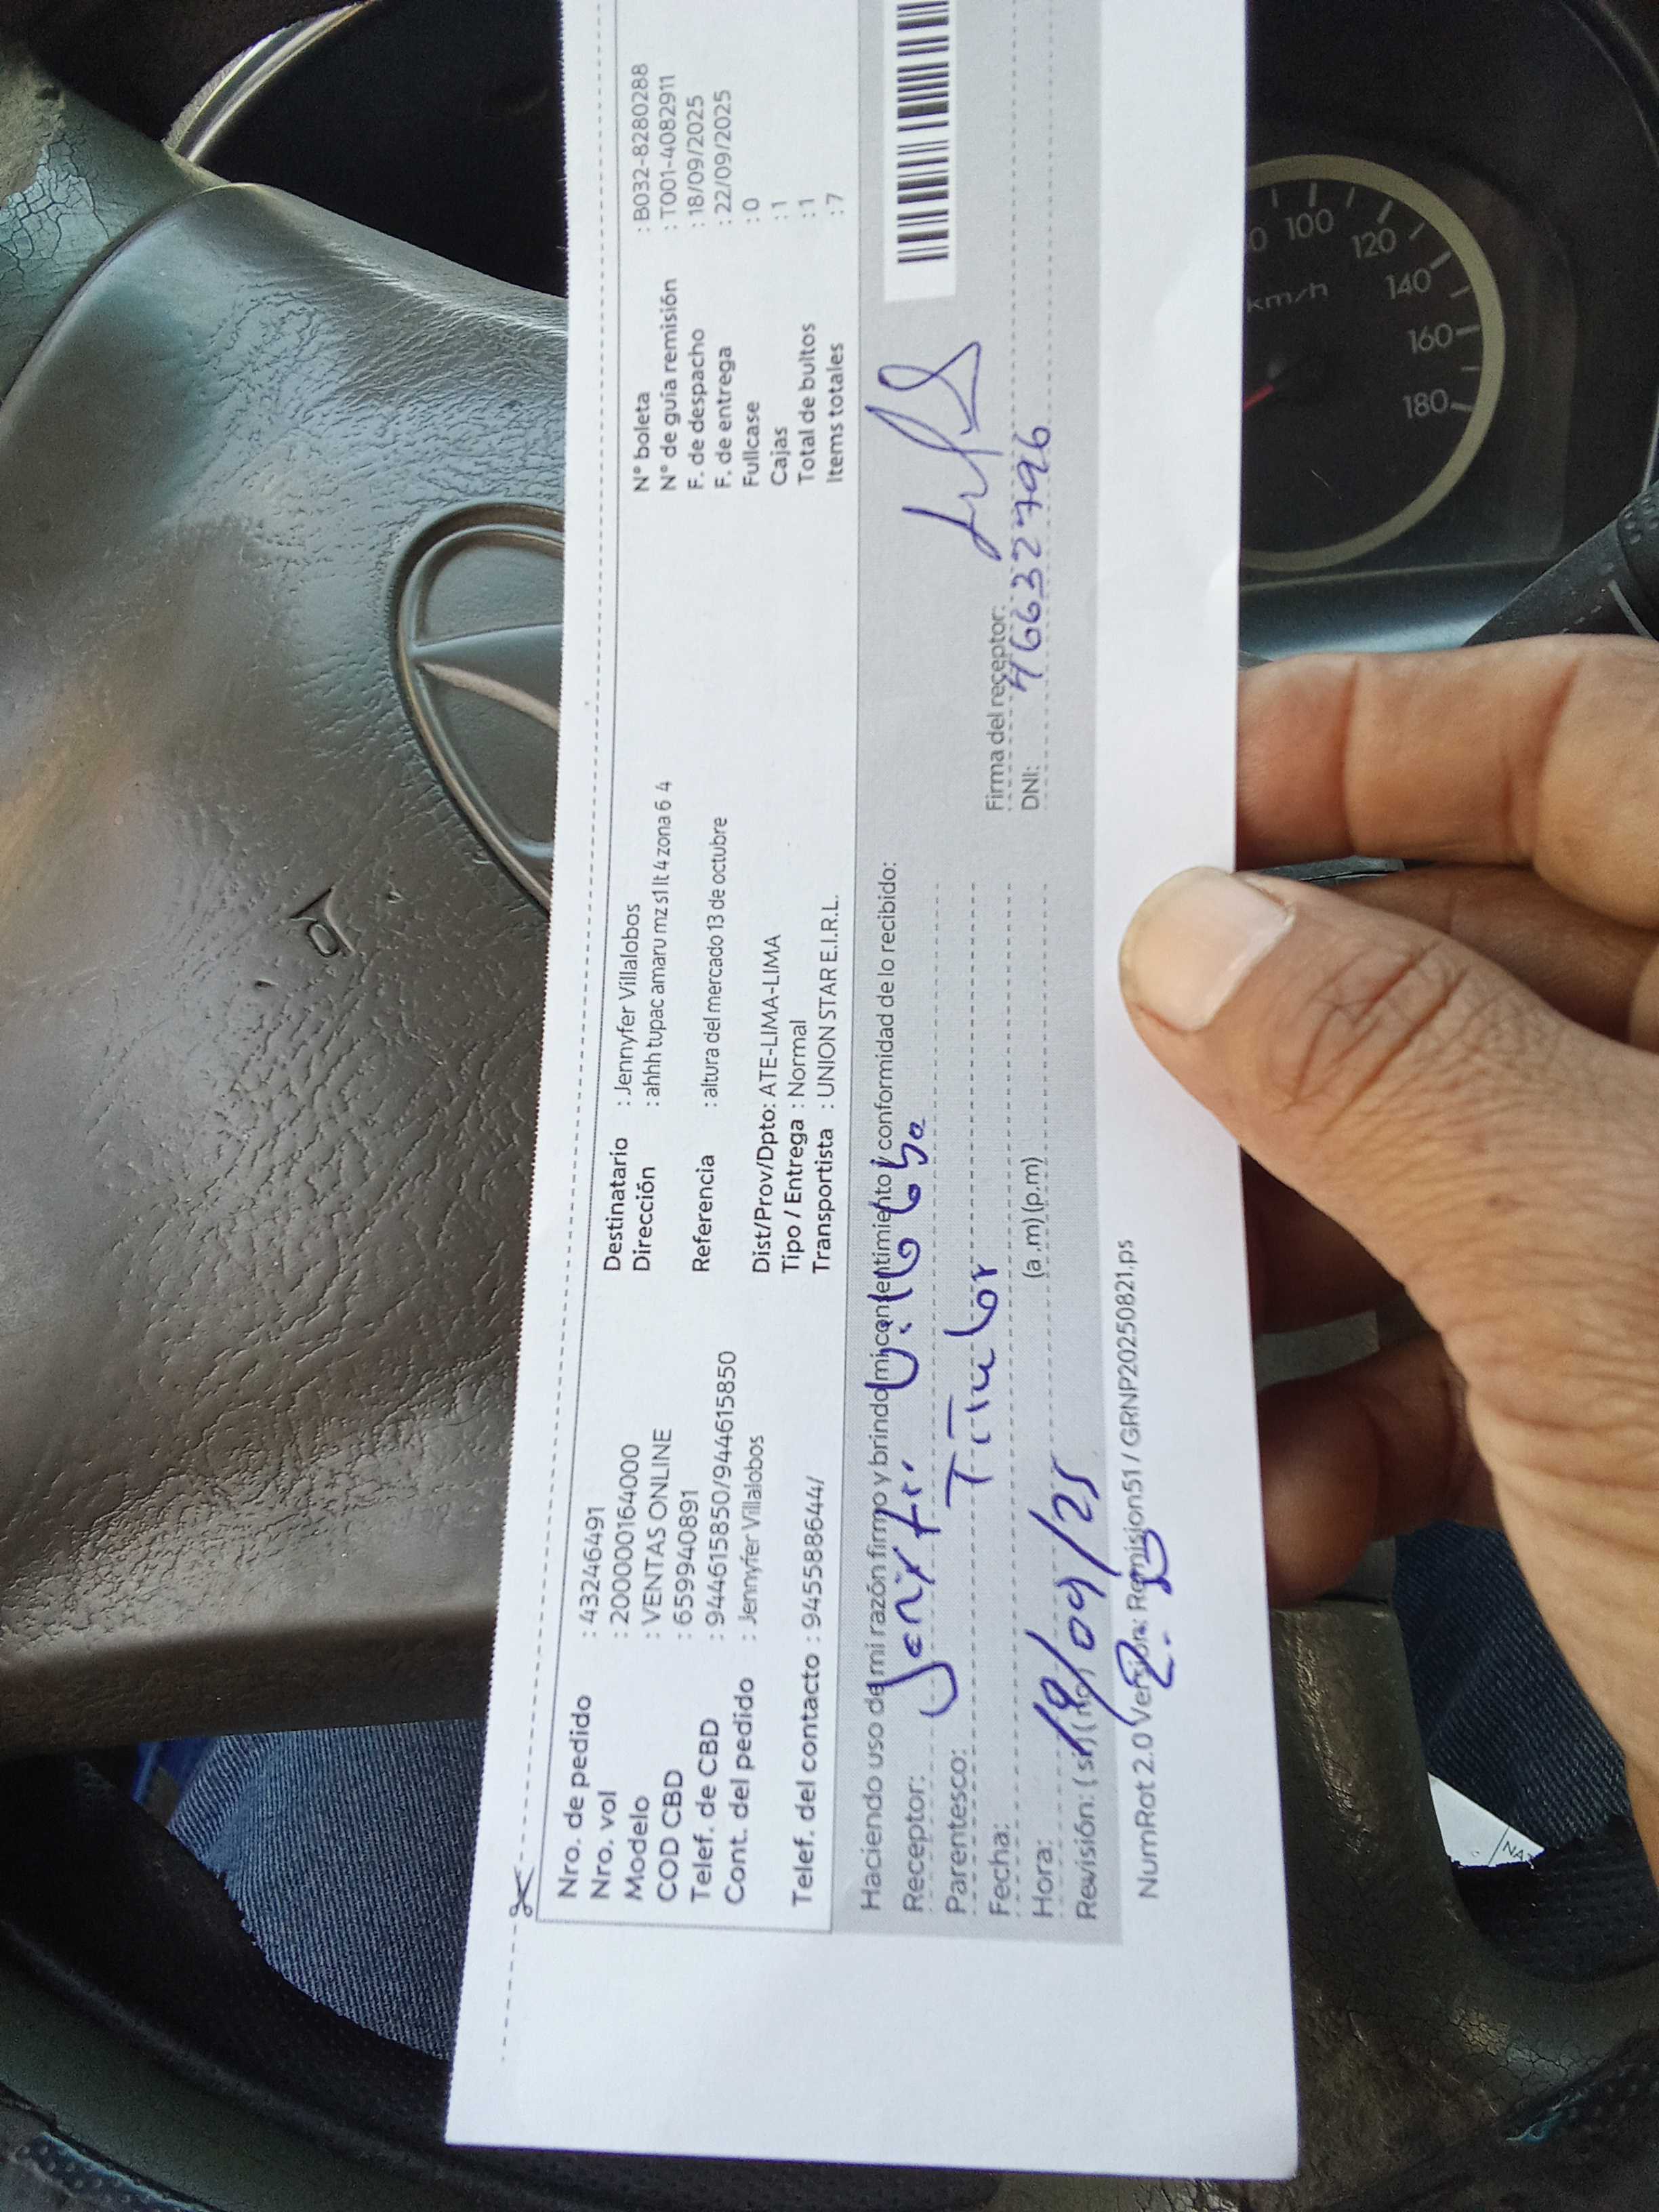 Nro. de pedido : 43246491
Nro. vol : 200000164000
Modelo : VENTAS ONLINE
COD CBD : 659940891
Telef. de CBD : 944615850/944615850
Cont. del pedido : Jennyfer Villalobos
Telef. del contacto : 945588644/
Destinatario : Jennyfer Villalobos
Dirección : ahhh tupac amaru mz s1 lt 4 zona 6 4
Referencia : altura del mercado 13 de octubre
Dist/Prov/Dpto: ATE-LIMA-LIMA
Tipo / Entrega : Normal
Transportista : UNION STAR E.I.R.L.
N° boleta : B032-8280288
N° de guía remisión : T001-4082911
F. de despacho : 18/09/2025
F. de entrega : 22/09/2025
Fullcase : 0
Cajas : 1
Total de bultos : 1
Items totales : 7
Haciendo uso de mi razón firmo y brindo mi consentimiento y conformidad de lo recibido:
Receptor:
Parentesco: Titular
Fecha:
Hora: 19/09/25 (a.m) (p.m)
Revisión: (si) (no)
Firma del receptor:
DNI: 46632796
NumRot 2.0 Versión: Remision51 / GRNP20250821.ps
km/h
100
120
140
160
180